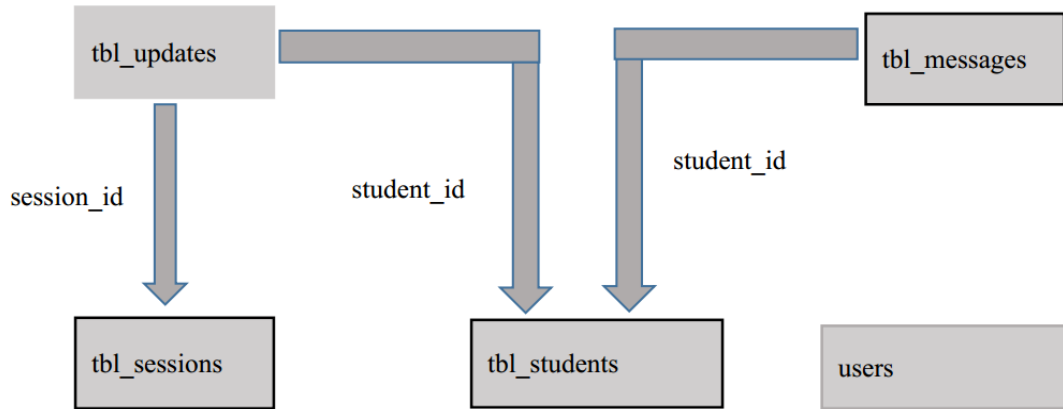 tbl_updates
tbl_messages
session_id
student_id
student_id
tbl_sessions
tbl_students
users